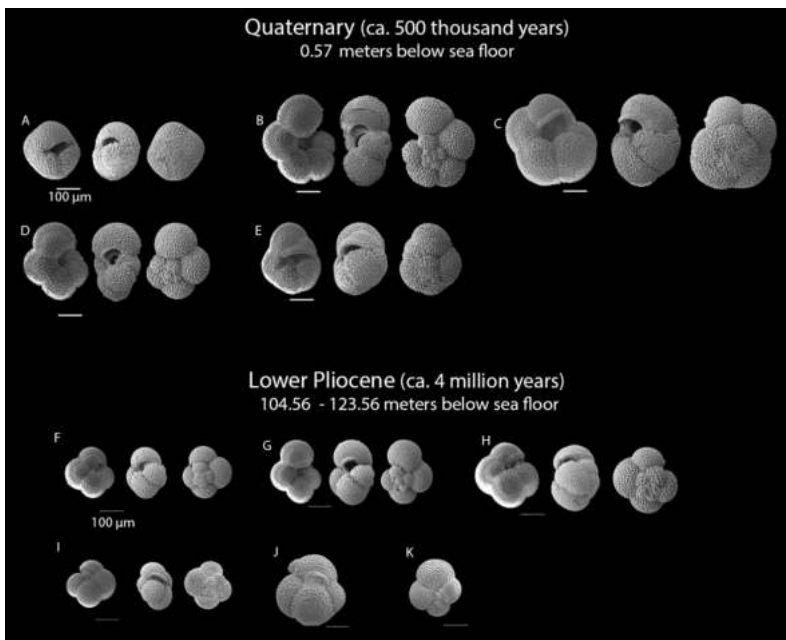 Quaternary (ca. 500 thousand years)
0.57 meters below sea floor
A
B
C
100 µm
D
E
Lower Pliocene (ca. 4 million years)
104.56 - 123.56 meters below sea floor
F
G
H
100 µm
I
J
K